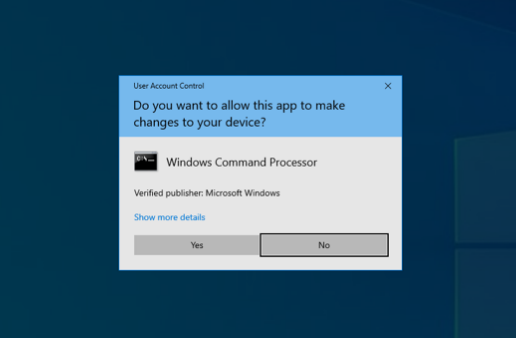 User Account Control
Do you want to allow this app to make
changes to your device?
C:\_
Windows Command Processor
Verified publisher: Microsoft Windows
Show more details
Yes
No